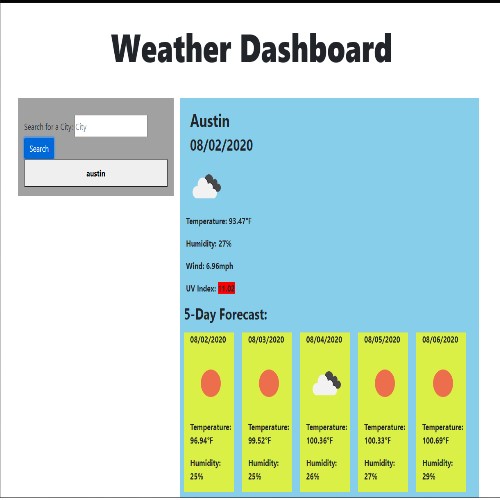 Weather Dashboard
Search for a City: City
Search
austin
Austin
08/02/2020
Temperature: 93.47°F
Humidity: 27%
Wind: 6.96mph
UV Index:
5-Day Forecast:
08/02/2020
Temperature:
96.94°F
Humidity:
25%
08/03/2020
Temperature:
99.52°F
Humidity:
25%
08/04/2020
Temperature:
100.36°F
Humidity:
26%
08/05/2020
Temperature:
100.33°F
Humidity:
27%
08/06/2020
Temperature:
100.69°F
Humidity:
29%